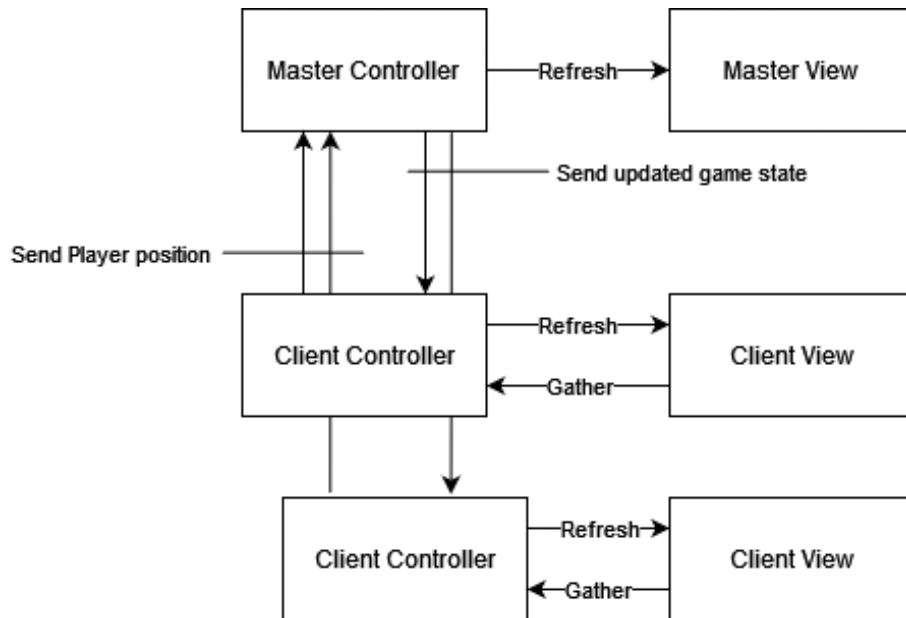 Master Controller
Refresh
Master View
Send updated game state
Send Player position
Client Controller
Refresh
Gather
Client View
Client Controller
Refresh
Gather
Client View